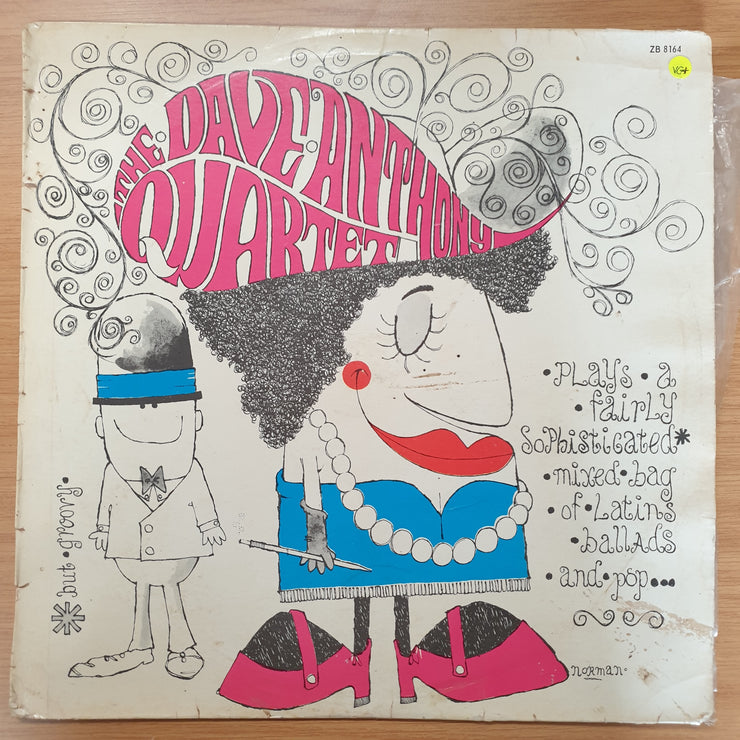 ZB 8164
VG+
THE·DAVE·ANTHONY
QUARTET
·PLAYS·a
·fairly
SoPhisticated*
·mixed·bag
·of·Latins
·ballads
·and·pop...
*but·groovy·
norman·